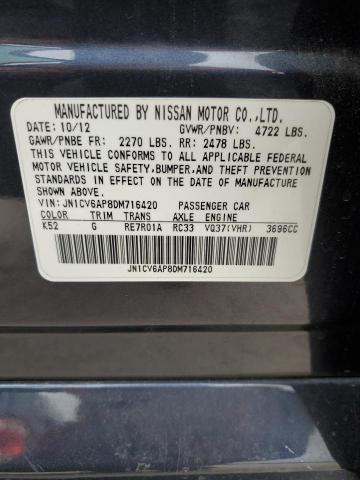 MANUFACTURED BY NISSAN MOTOR CO.,LTD.
DATE: 10/12 GVWR/PNBV: 4722 LBS.
GAWR/PNBE FR: 2270 LBS. RR: 2478 LBS.
THIS VEHICLE CONFORMS TO ALL APPLICABLE FEDERAL
MOTOR VEHICLE SAFETY,BUMPER,AND THEFT PREVENTION
STANDARDS IN EFFECT ON THE DATE OF MANUFACTURE
SHOWN ABOVE.
VIN: JN1CV6AP8DM716420 PASSENGER CAR
COLOR TRIM TRANS AXLE ENGINE
K52 G RE7R01A RC33 VQ37(VHR) 3696CC
JN1CV6AP8DM716420